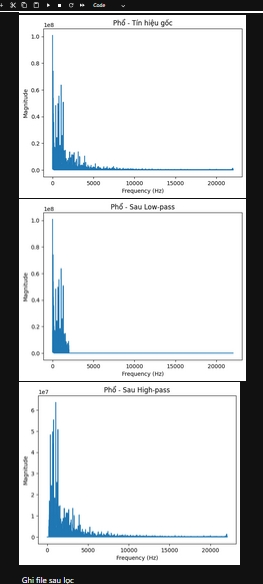 Code
Phổ - Tín hiệu gốc
1e8
1.0
0.8
0.6
0.4
0.2
0.0
Magnitude
0 5000 10000 15000 20000
Frequency (Hz)
Phổ - Sau Low-pass
1e8
1.0
0.8
0.6
0.4
0.2
0.0
Magnitude
0 5000 10000 15000 20000
Frequency (Hz)
Phổ - Sau High-pass
1e7
6
5
4
3
2
1
0
Magnitude
0 5000 10000 15000 20000
Frequency (Hz)
Ghi file sau lọc